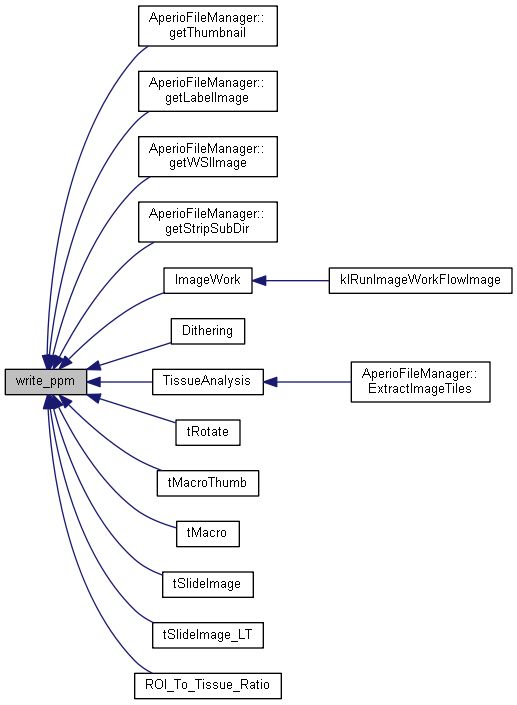 AperioFileManager::
getThumbnail
AperioFileManager::
getLabelImage
AperioFileManager::
getWSIImage
AperioFileManager::
getStripSubDir
ImageWork
klRunImageWorkFlowImage
Dithering
write_ppm
TissueAnalysis
AperioFileManager::
ExtractImageTiles
tRotate
tMacroThumb
tMacro
tSlideImage
tSlideImage_LT
ROI_To_Tissue_Ratio